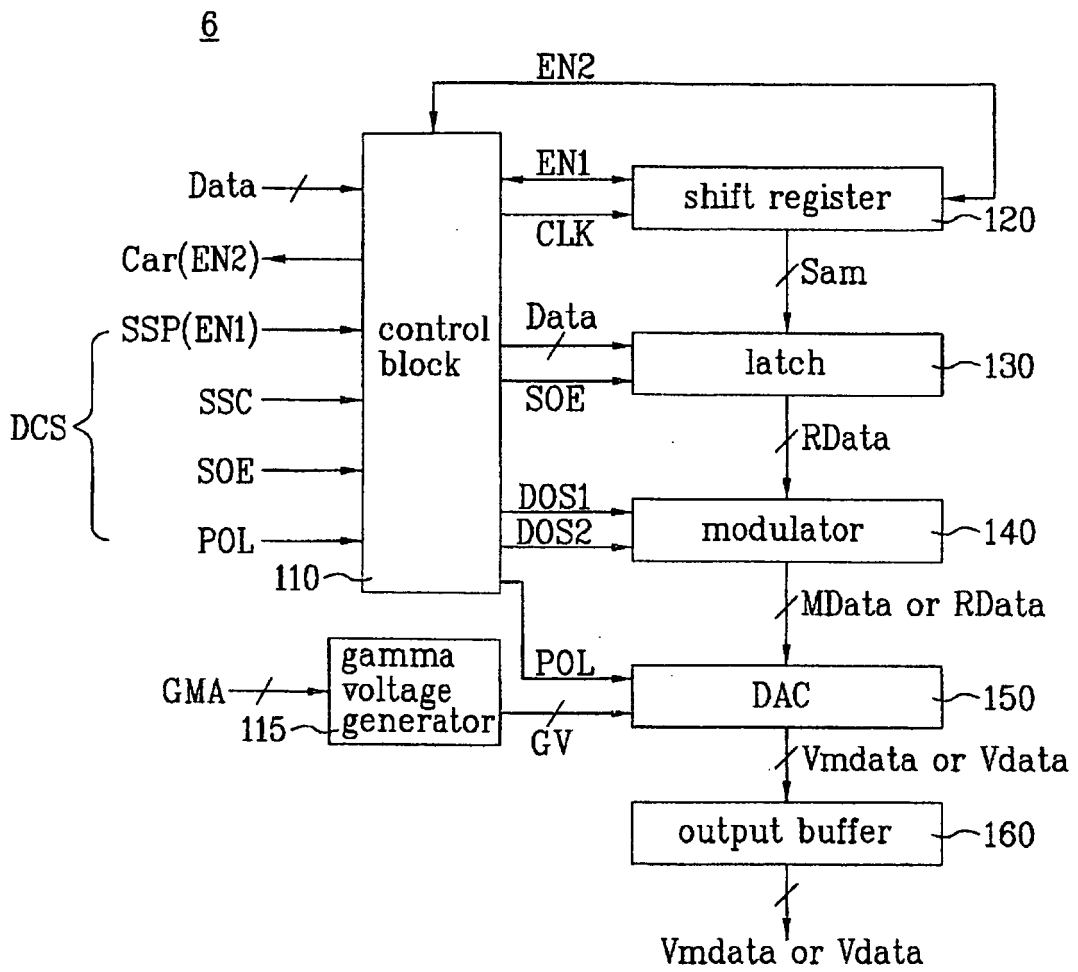 6
EN2
Data
EN1
shift register
120
CLK
Car(EN2)
Sam
SSP(EN1)
control
block
Data
latch
130
SOE
SSC
DCS
RData
SOE
DOS1
modulator
140
DOS2
POL
110
MData or RData
gamma
voltage
generator
POL
GMA
DAC
150
115
GV
Vmdata or Vdata
output buffer
160
Vmdata or Vdata